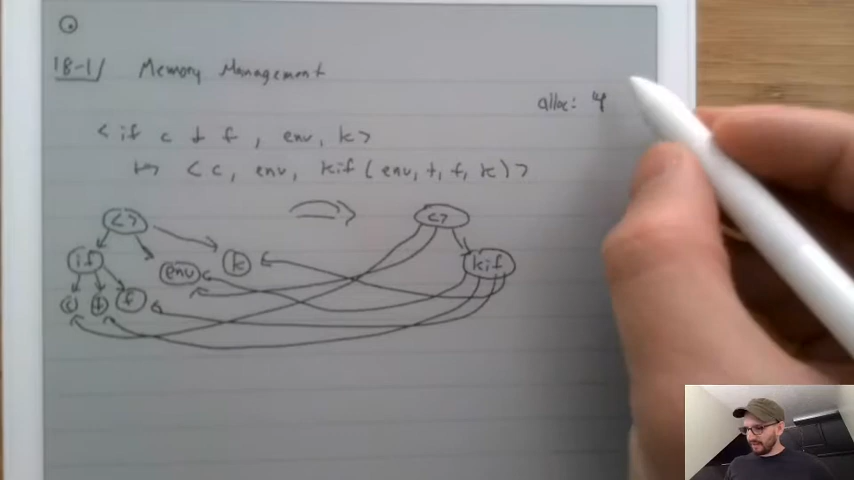 18-1/ Memory Management
alloc: 4
<if c t f , env, k>
↦ <c, env, kif(env, t, f, k)>
<> <>
if env k kif
c t f